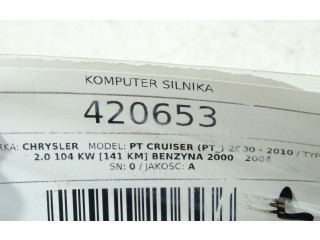 KOMPUTER SILNIKA
420653
RKA: CHRYSLER MODEL: PT CRUISER (PT_) 2000 - 2010 / TYP
2.0 104 KW [141 KM] BENZYNA 2000 2004
SN: 0 / JAKOŚĆ: A